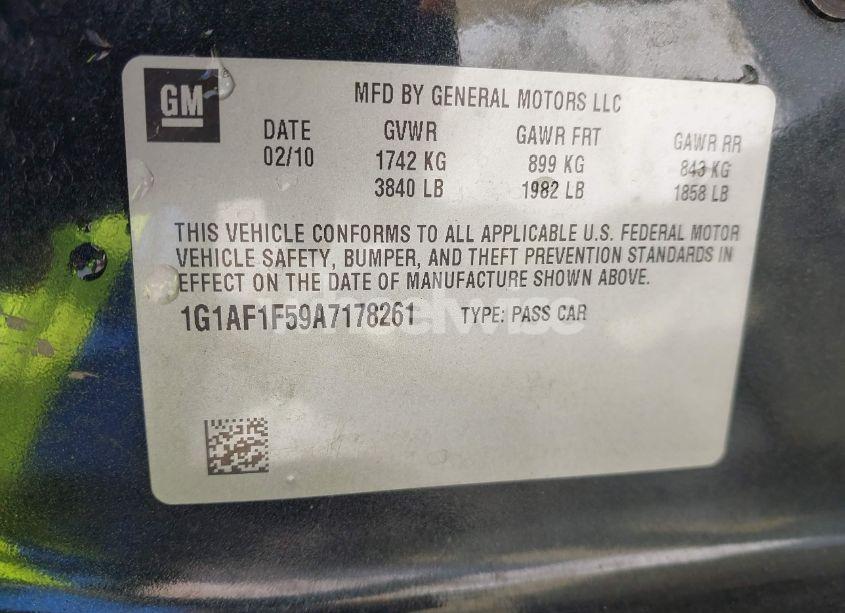 GM
MFD BY GENERAL MOTORS LLC
DATE GVWR GAWR FRT GAWR RR
02/10 1742 KG 899 KG 843 KG
3840 LB 1982 LB 1858 LB
THIS VEHICLE CONFORMS TO ALL APPLICABLE U.S. FEDERAL MOTOR
VEHICLE SAFETY, BUMPER, AND THEFT PREVENTION STANDARDS IN
EFFECT ON THE DATE OF MANUFACTURE SHOWN ABOVE.
1G1AF1F59A7178261 TYPE: PASS CAR